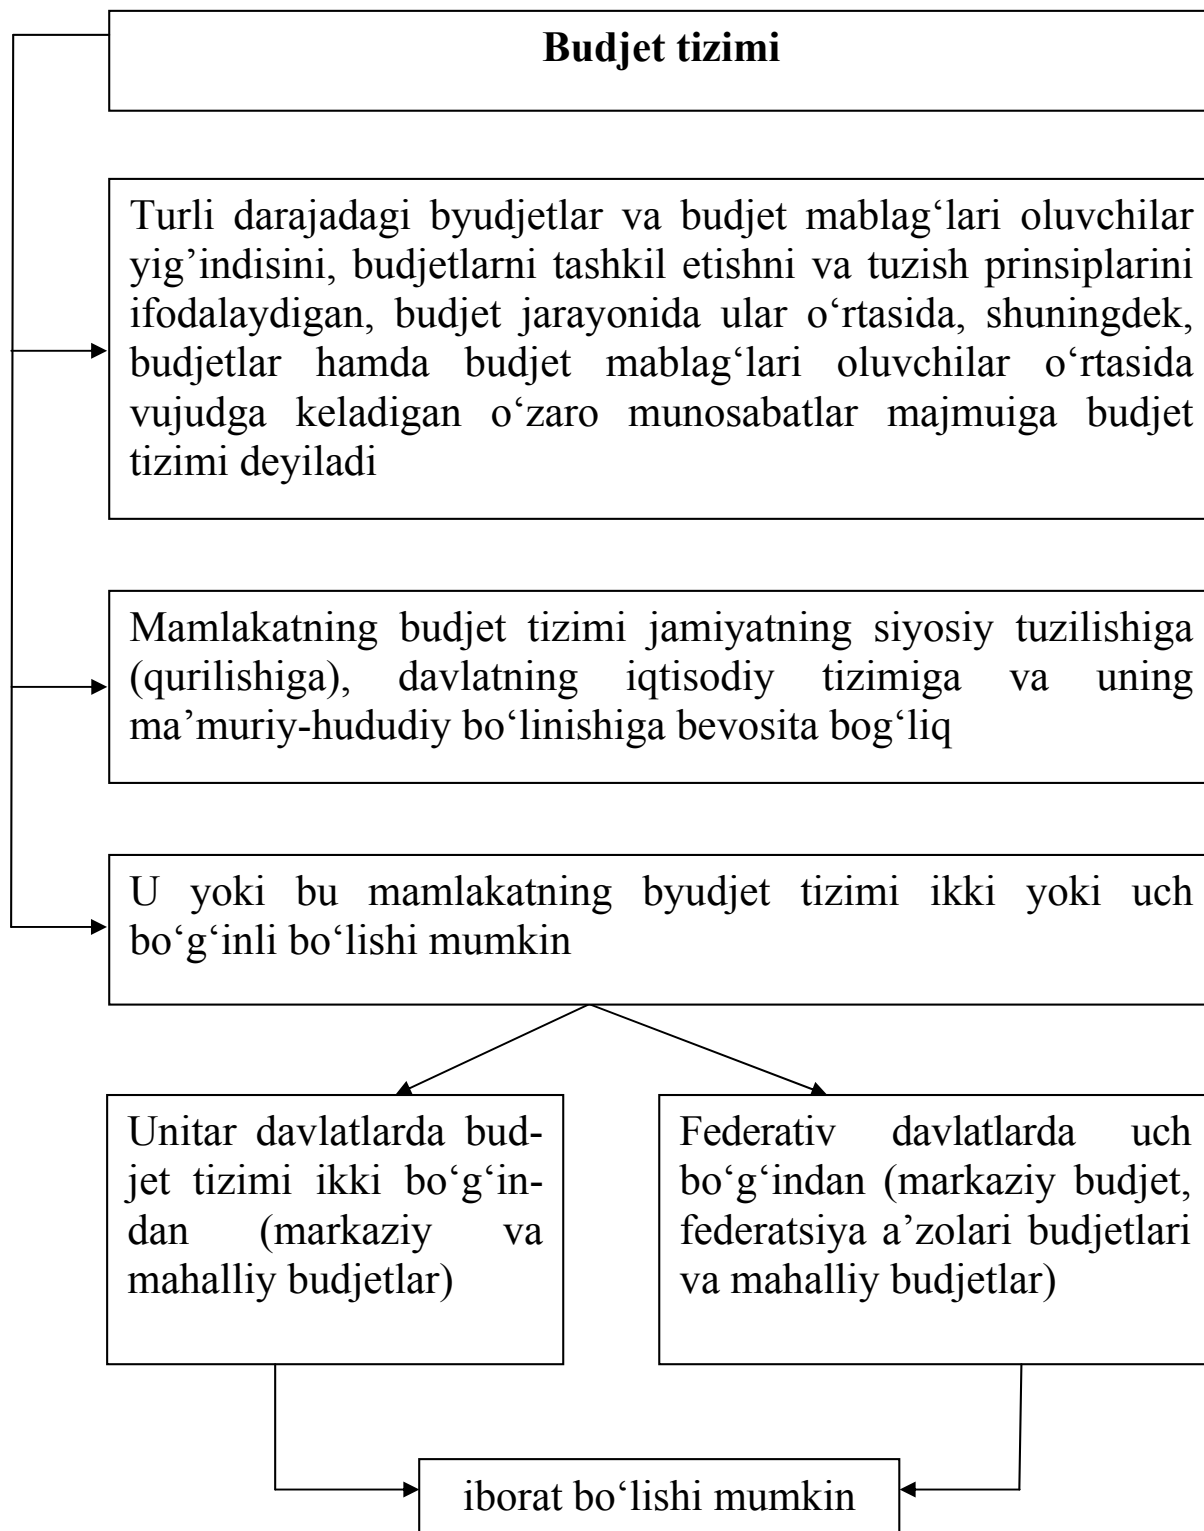 Budjet tizimi
Turli darajadagi byudjetlar va budjet mablag‘lari oluvchilar
yig’indisini, budjetlarni tashkil etishni va tuzish prinsiplarini
ifodalaydigan, budjet jarayonida ular o‘rtasida, shuningdek,
budjetlar hamda budjet mablag‘lari oluvchilar o‘rtasida
vujudga keladigan o‘zaro munosabatlar majmuiga budjet
tizimi deyiladi
Mamlakatning budjet tizimi jamiyatning siyosiy tuzilishiga
(qurilishiga), davlatning iqtisodiy tizimiga va uning
ma’muriy-hududiy bo‘linishiga bevosita bog‘liq
U yoki bu mamlakatning byudjet tizimi ikki yoki uch
bo‘g‘inli bo‘lishi mumkin
Unitar davlatlarda bud-
jet tizimi ikki bo‘g‘in-
dan (markaziy va
mahalliy budjetlar)
Federativ davlatlarda uch
bo‘g‘indan (markaziy budjet,
federatsiya a’zolari budjetlari
va mahalliy budjetlar)
iborat bo‘lishi mumkin